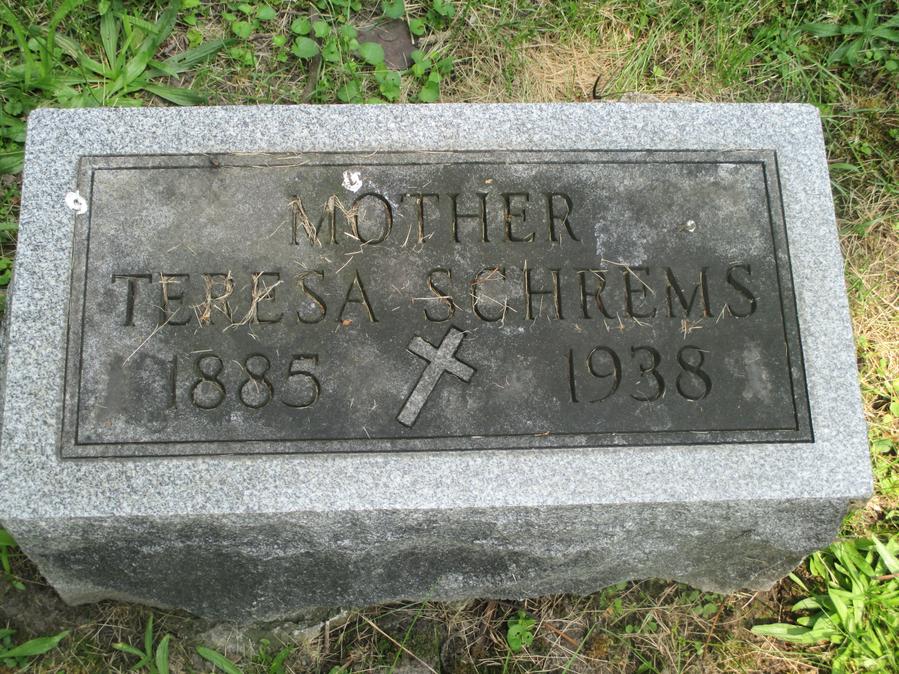 MOTHER
TERESA SCHREMS
1885 1938